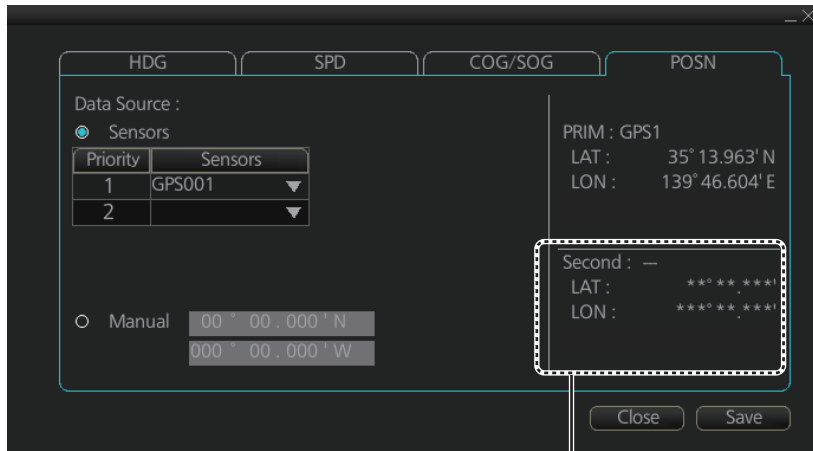 HDG SPD COG/SOG POSN
Data Source :
Sensors
Priority Sensors
1 GPS001
2
Manual 00 ° 00 . 000 ' N
000 ° 00 . 000 ' W
PRIM : GPS1
LAT : 35° 13.963' N
LON : 139° 46.604' E
Second : —
LAT : **° **.***'
LON : ***° **.***'
Close Save